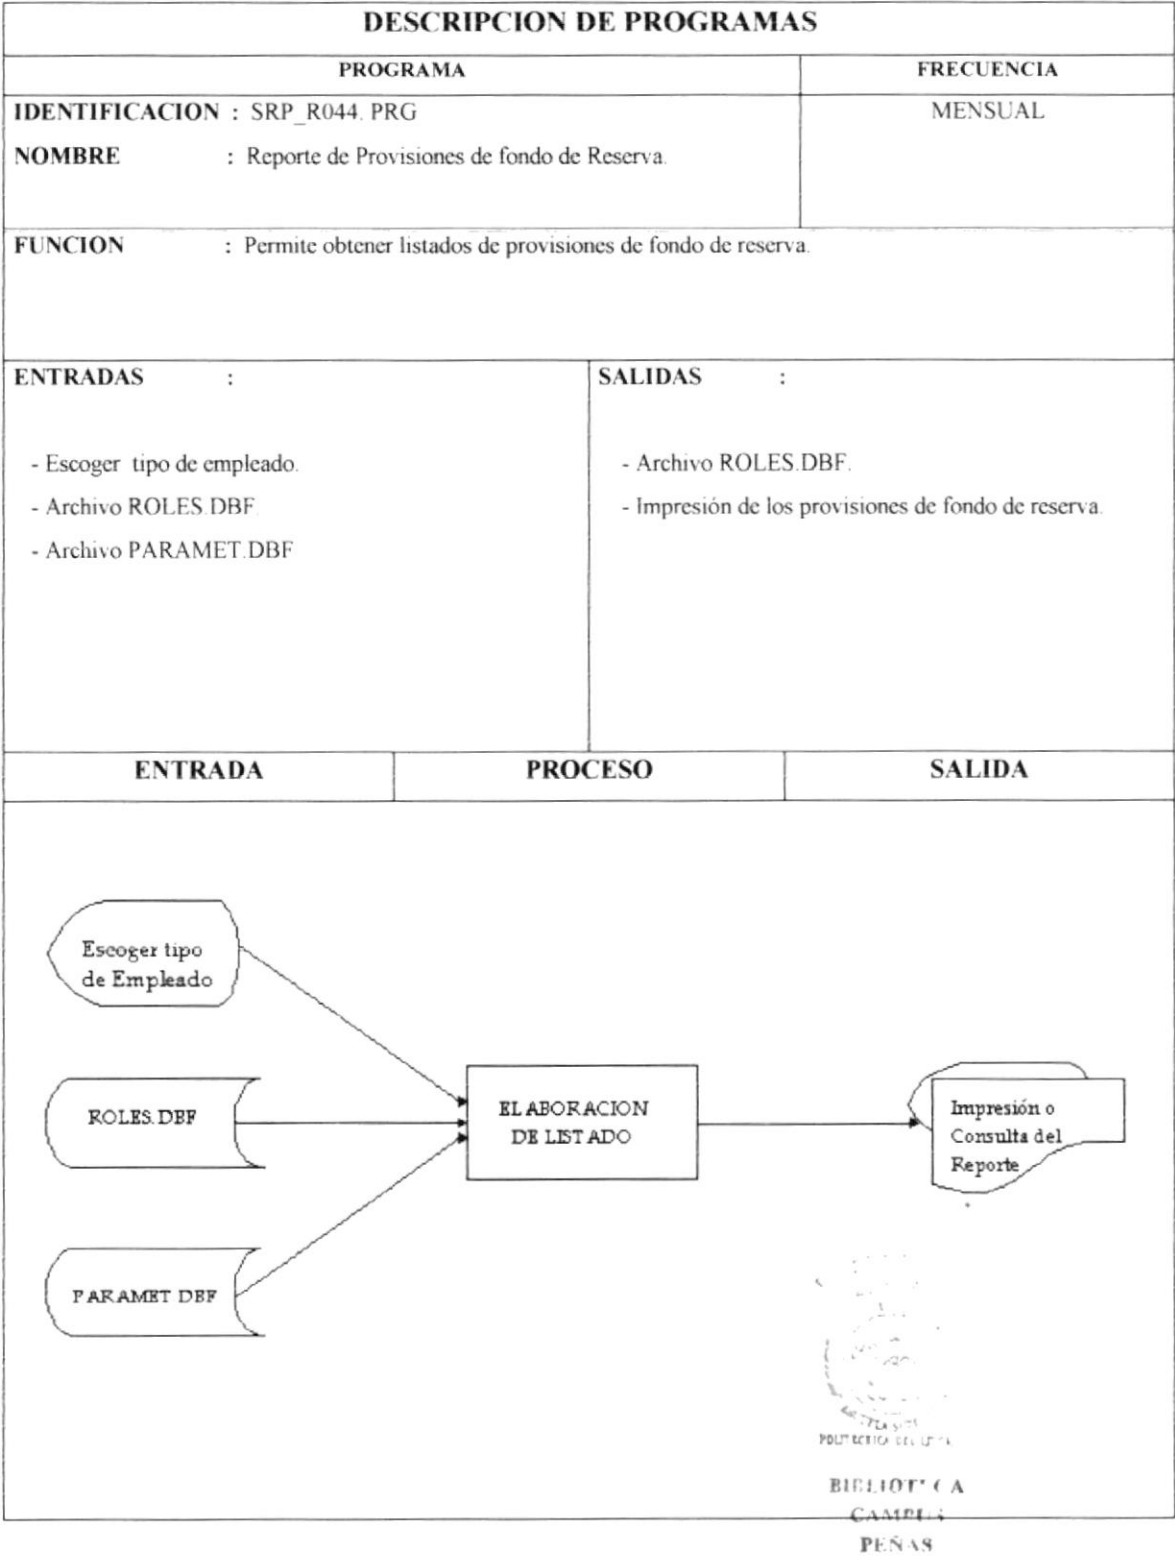 DESCRIPCION DE PROGRAMAS
PROGRAMA
FRECUENCIA
IDENTIFICACION : SRP_R044. PRG
MENSUAL
NOMBRE : Reporte de Provisiones de fondo de Reserva.
FUNCION : Permite obtener listados de provisiones de fondo de reserva.
ENTRADAS :
- Escoger tipo de empleado.
- Archivo ROLES.DBF.
- Archivo PARAMET.DBF
SALIDAS :
- Archivo ROLES.DBF.
- Impresión de los provisiones de fondo de reserva.
ENTRADA
PROCESO
SALIDA
Escoger tipo
de Empleado
ROLES.DBF
PARAMET DBF
ELABORACION
DE LISTADO
Impresión o
Consulta del
Reporte
CAMPUS
PEÑAS